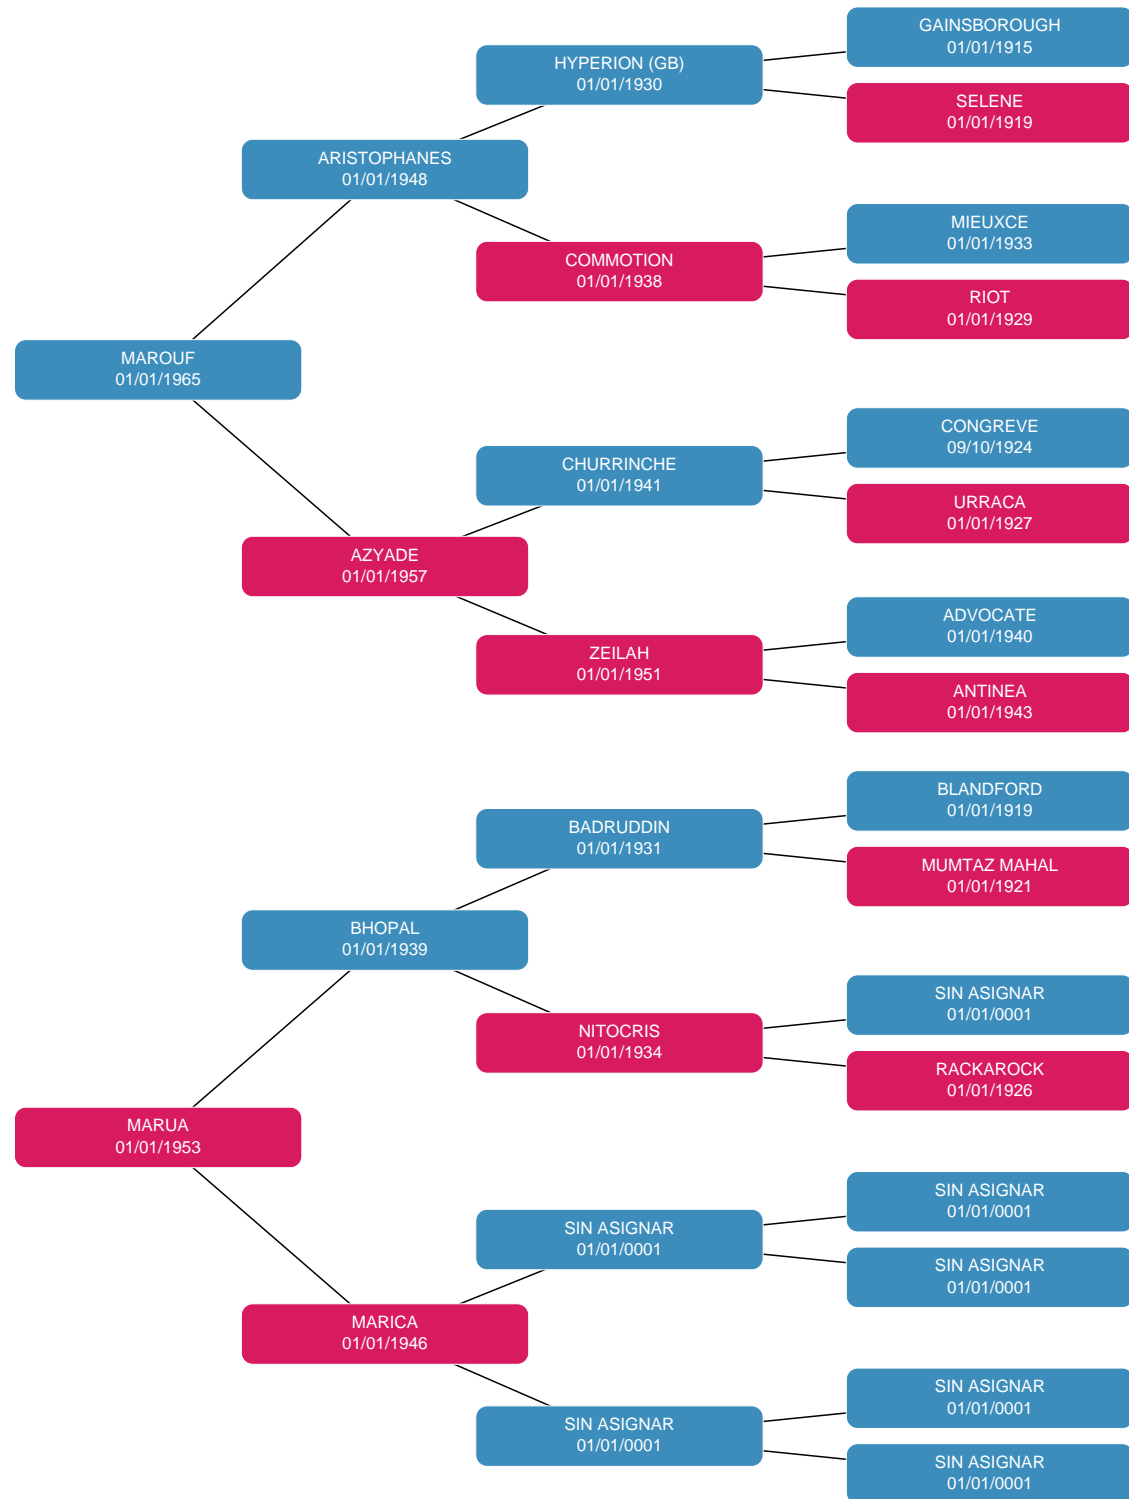 GAINSBOROUGH
01/01/1915
HYPERION (GB)
01/01/1930
SELENE
01/01/1919
ARISTOPHANES
01/01/1948
MIEUXCE
01/01/1933
COMMOTION
01/01/1938
RIOT
01/01/1929
MAROUF
01/01/1965
CONGREVE
09/10/1924
CHURRINCHE
01/01/1941
URRACA
01/01/1927
AZYADE
01/01/1957
ADVOCATE
01/01/1940
ZEILAH
01/01/1951
ANTINEA
01/01/1943
BLANDFORD
01/01/1919
BADRUDDIN
01/01/1931
MUMTAZ MAHAL
01/01/1921
BHOPAL
01/01/1939
SIN ASIGNAR
01/01/0001
NITOCRIS
01/01/1934
RACKAROCK
01/01/1926
MARUA
01/01/1953
SIN ASIGNAR
01/01/0001
SIN ASIGNAR
01/01/0001
SIN ASIGNAR
01/01/0001
MARICA
01/01/1946
SIN ASIGNAR
01/01/0001
SIN ASIGNAR
01/01/0001
SIN ASIGNAR
01/01/0001